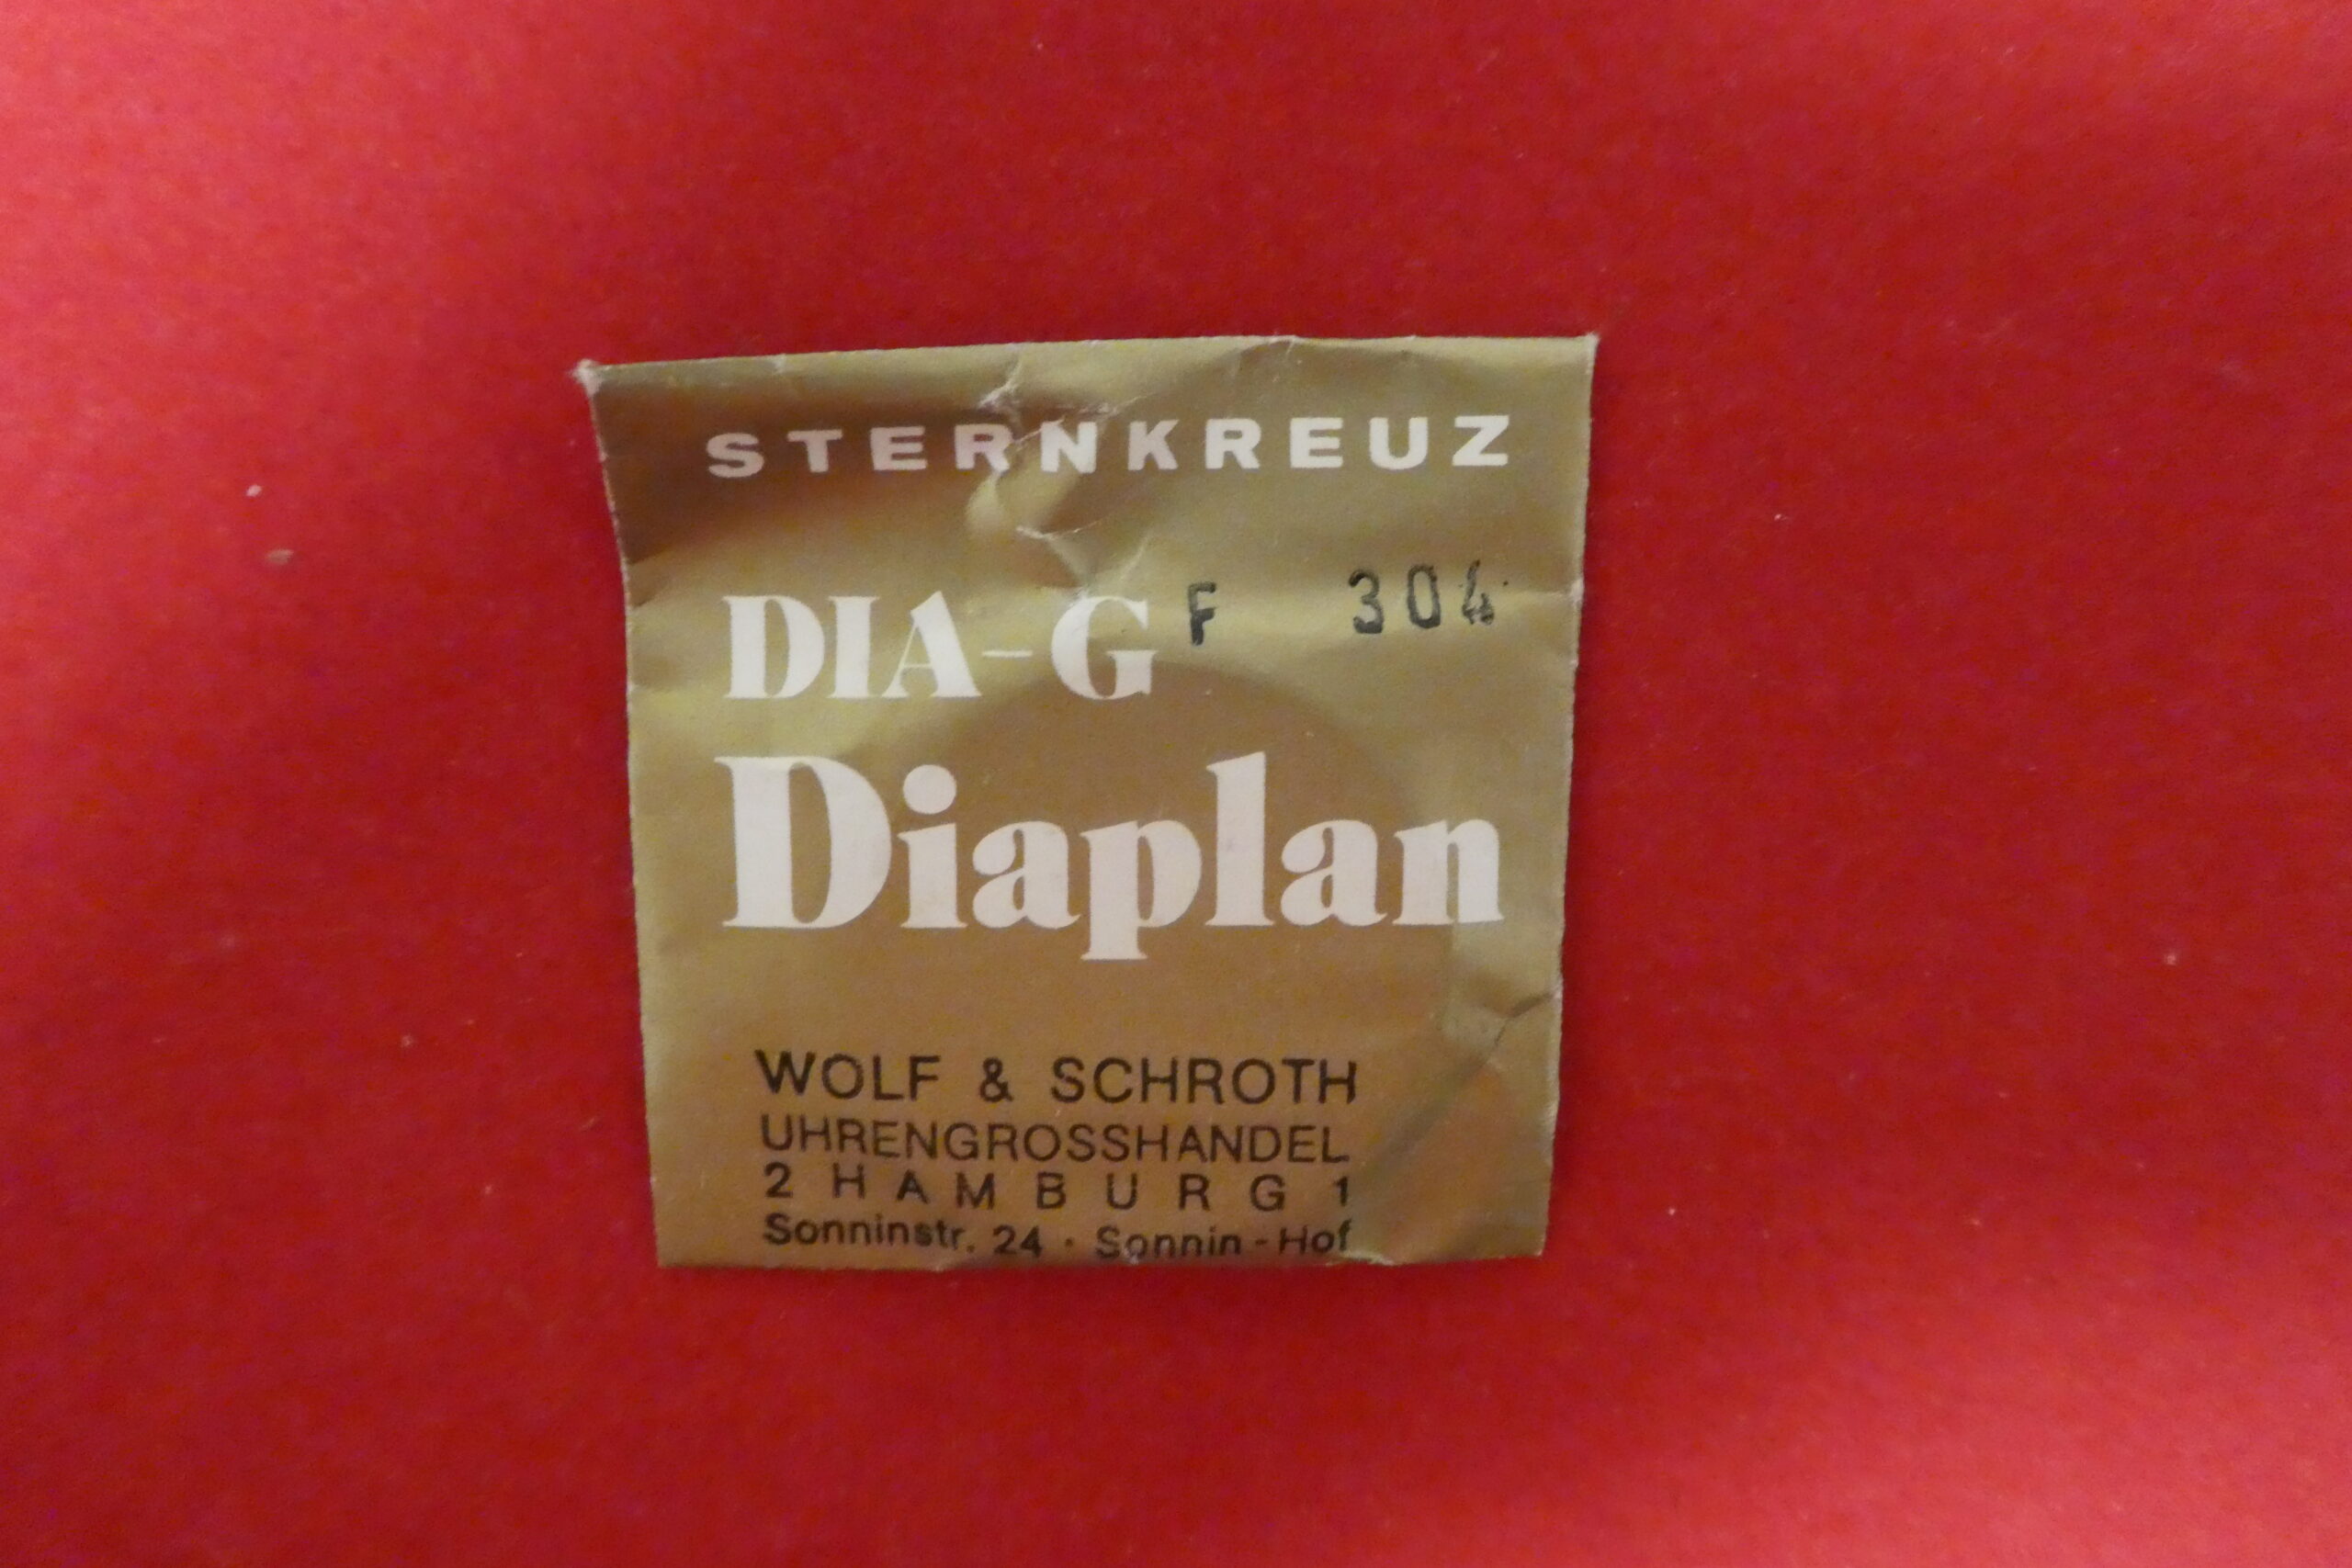 STERNKREUZ
DIA-G F 304
Diaplan
WOLF & SCHROTH
UHRENGROSSHANDEL
2 HAMBURG 1
Sonninstr. 24 · Sonnin-Hof